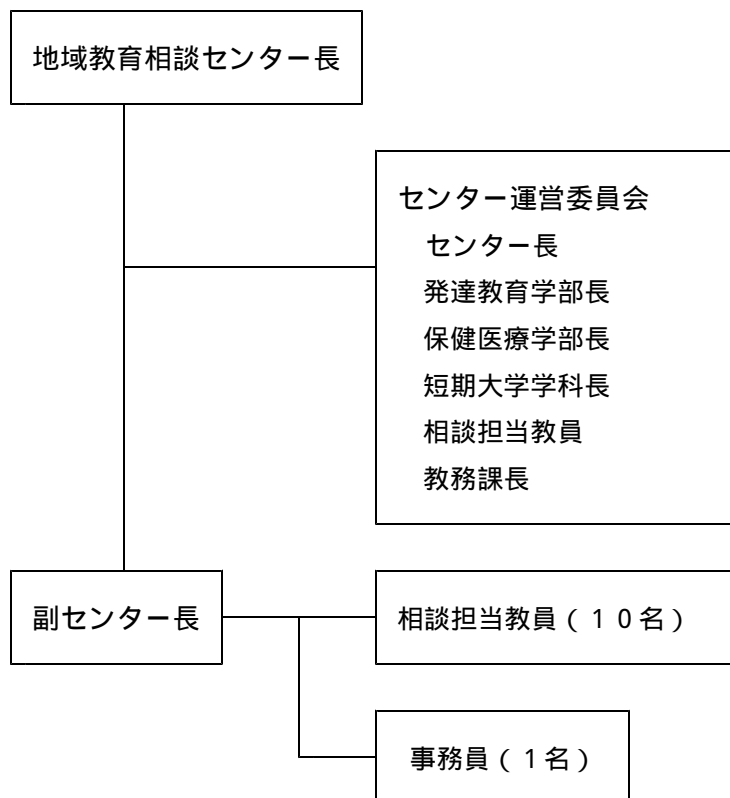 地域教育相談センター長
センター運営委員会
センター長
発達教育学部長
保健医療学部長
短期大学学科長
相談担当教員
教務課長
副センター長
相談担当教員(10名)
事務員(1名)